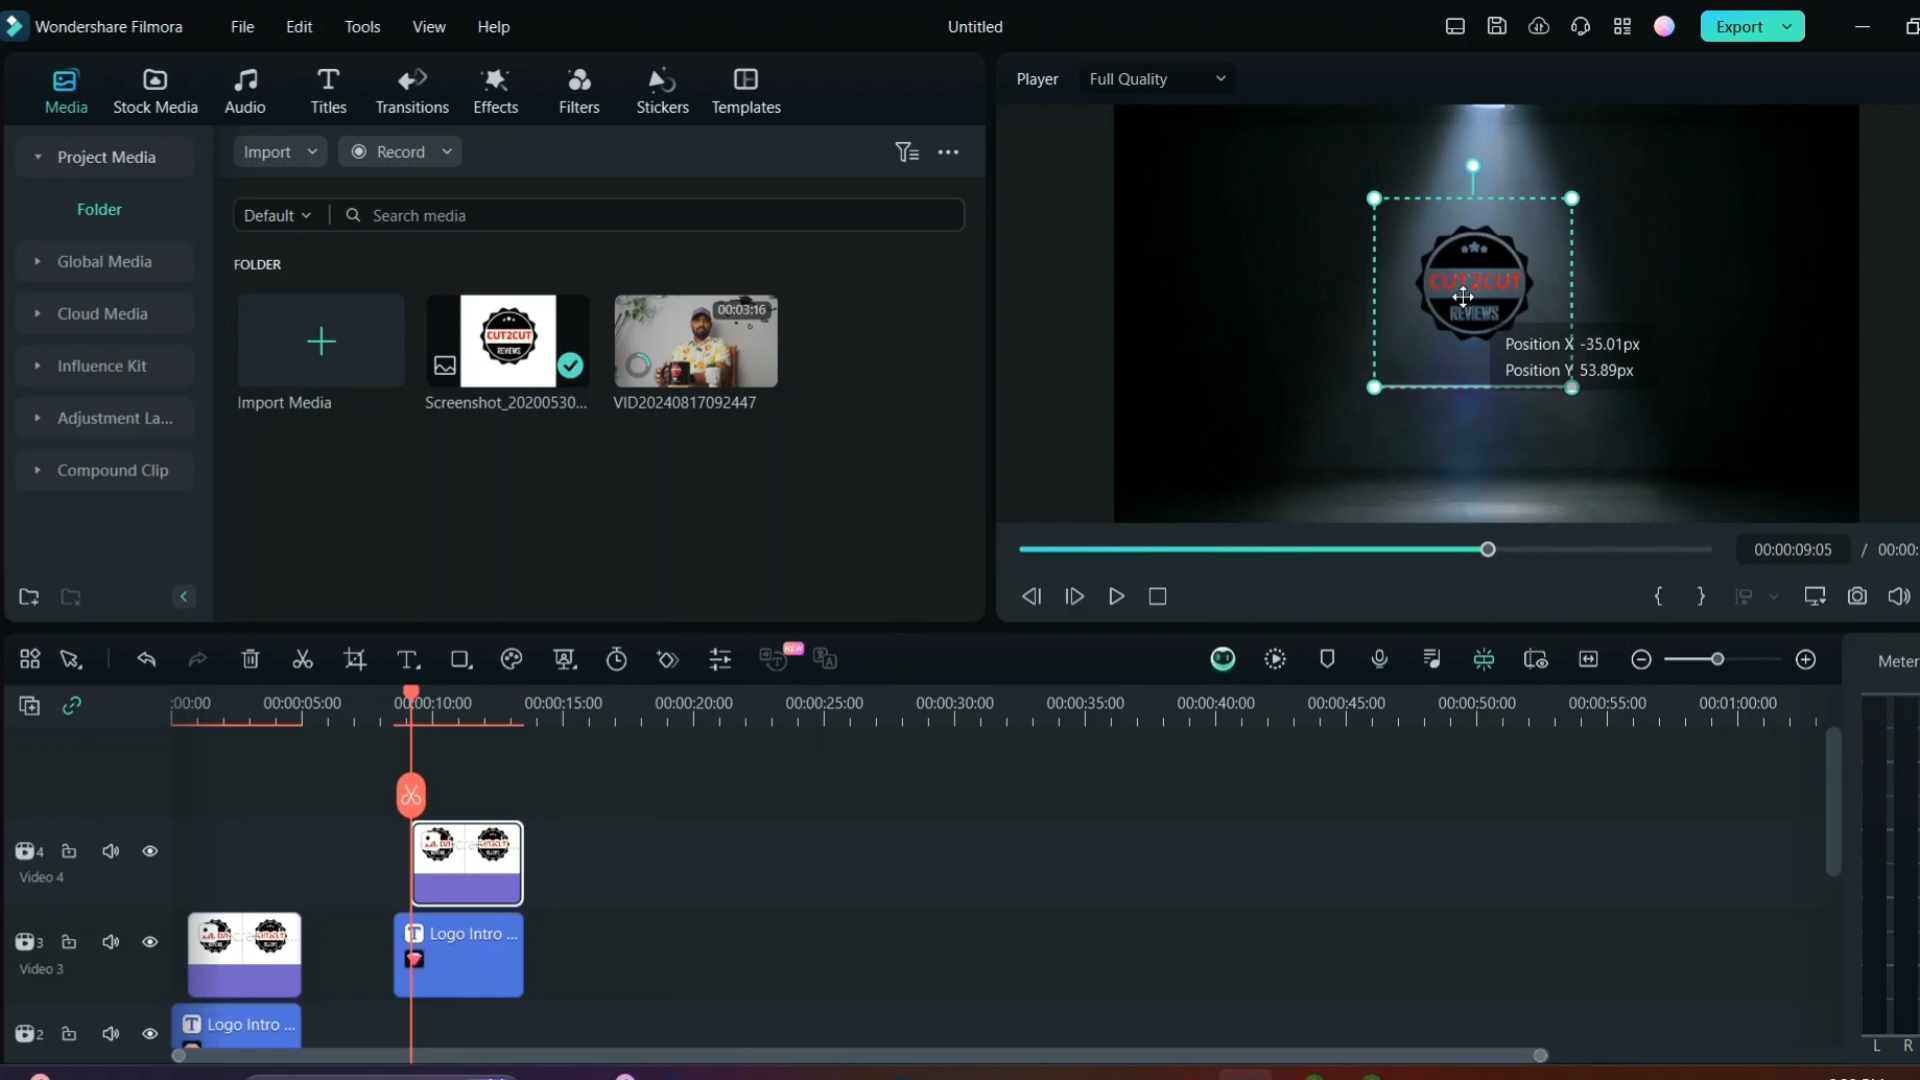 Wondershare Filmora
File
Edit
Tools
View
Help
Untitled
Export
Media
Stock Media
Audio
Titles
Transitions
Effects
Filters
Stickers
Templates
Player
Full Quality
Project Media
Folder
Global Media
Cloud Media
Influence Kit
Adjustment La...
Compound Clip
Import
Record
Default
Search media
FOLDER
CUT2CUT
REVIEWS
00:03:16
Import Media
Screenshot_20200530...
VID20240817092447
CUT2CUT
REVIEWS
Position X -35.01px
Position Y 53.89px
00:00:09:05
/ 00:00:
NEW
Meter
:00:00
00:00:05:00
00:00:10:00
00:00:15:00
00:00:20:00
00:00:25:00
00:00:30:00
00:00:35:00
00:00:40:00
00:00:45:00
00:00:50:00
00:00:55:00
00:01:00:00
4
Video 4
3
Video 3
Logo Intro ...
2
Logo Intro ...
L R